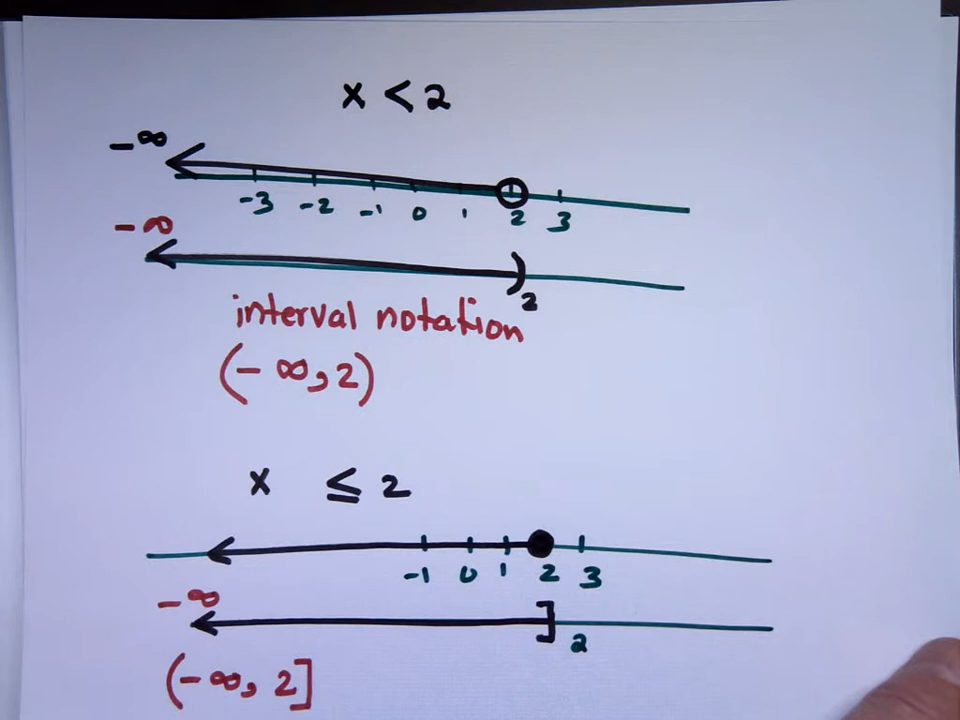 x < 2
-∞
-3 -2 -1 0 1 2 3
-∞
2
interval notation
(-∞, 2)
x ≤ 2
-1 0 1 2 3
-∞
2
(-∞, 2]